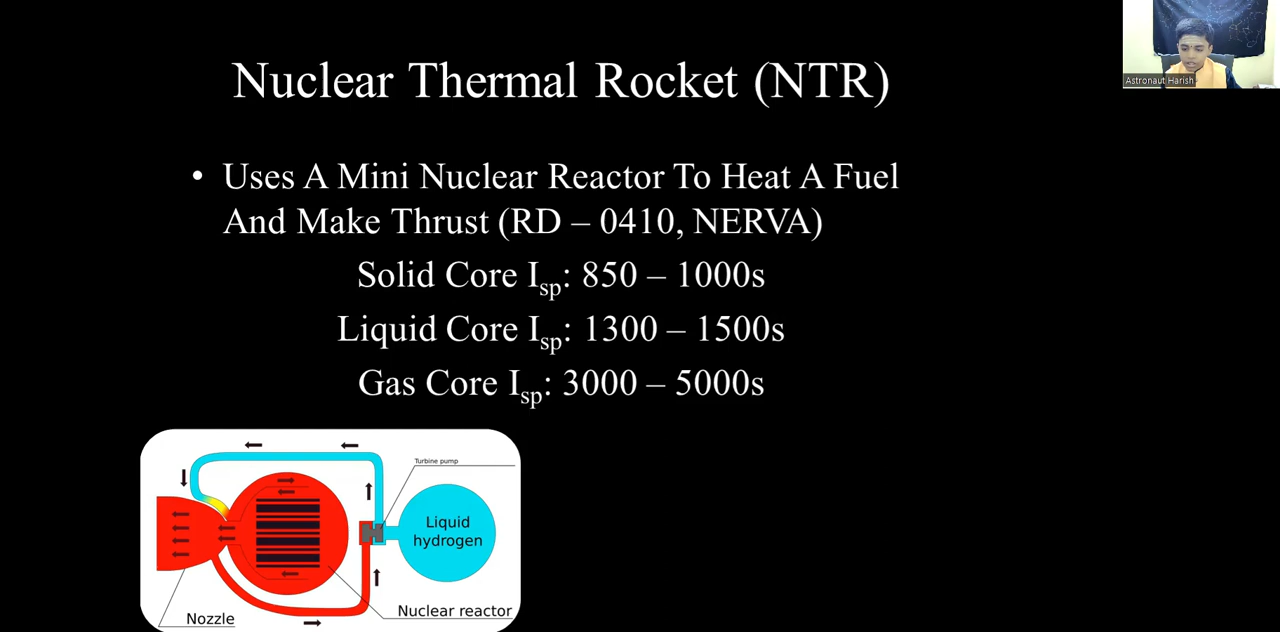 Astronaut Harish
Nuclear Thermal Rocket (NTR)
• Uses A Mini Nuclear Reactor To Heat A Fuel
And Make Thrust (RD – 0410, NERVA)
Solid Core Isp: 850 – 1000s
Liquid Core Isp: 1300 – 1500s
Gas Core Isp: 3000 – 5000s
Turbine pump
Liquid
hydrogen
Nuclear reactor
Nozzle